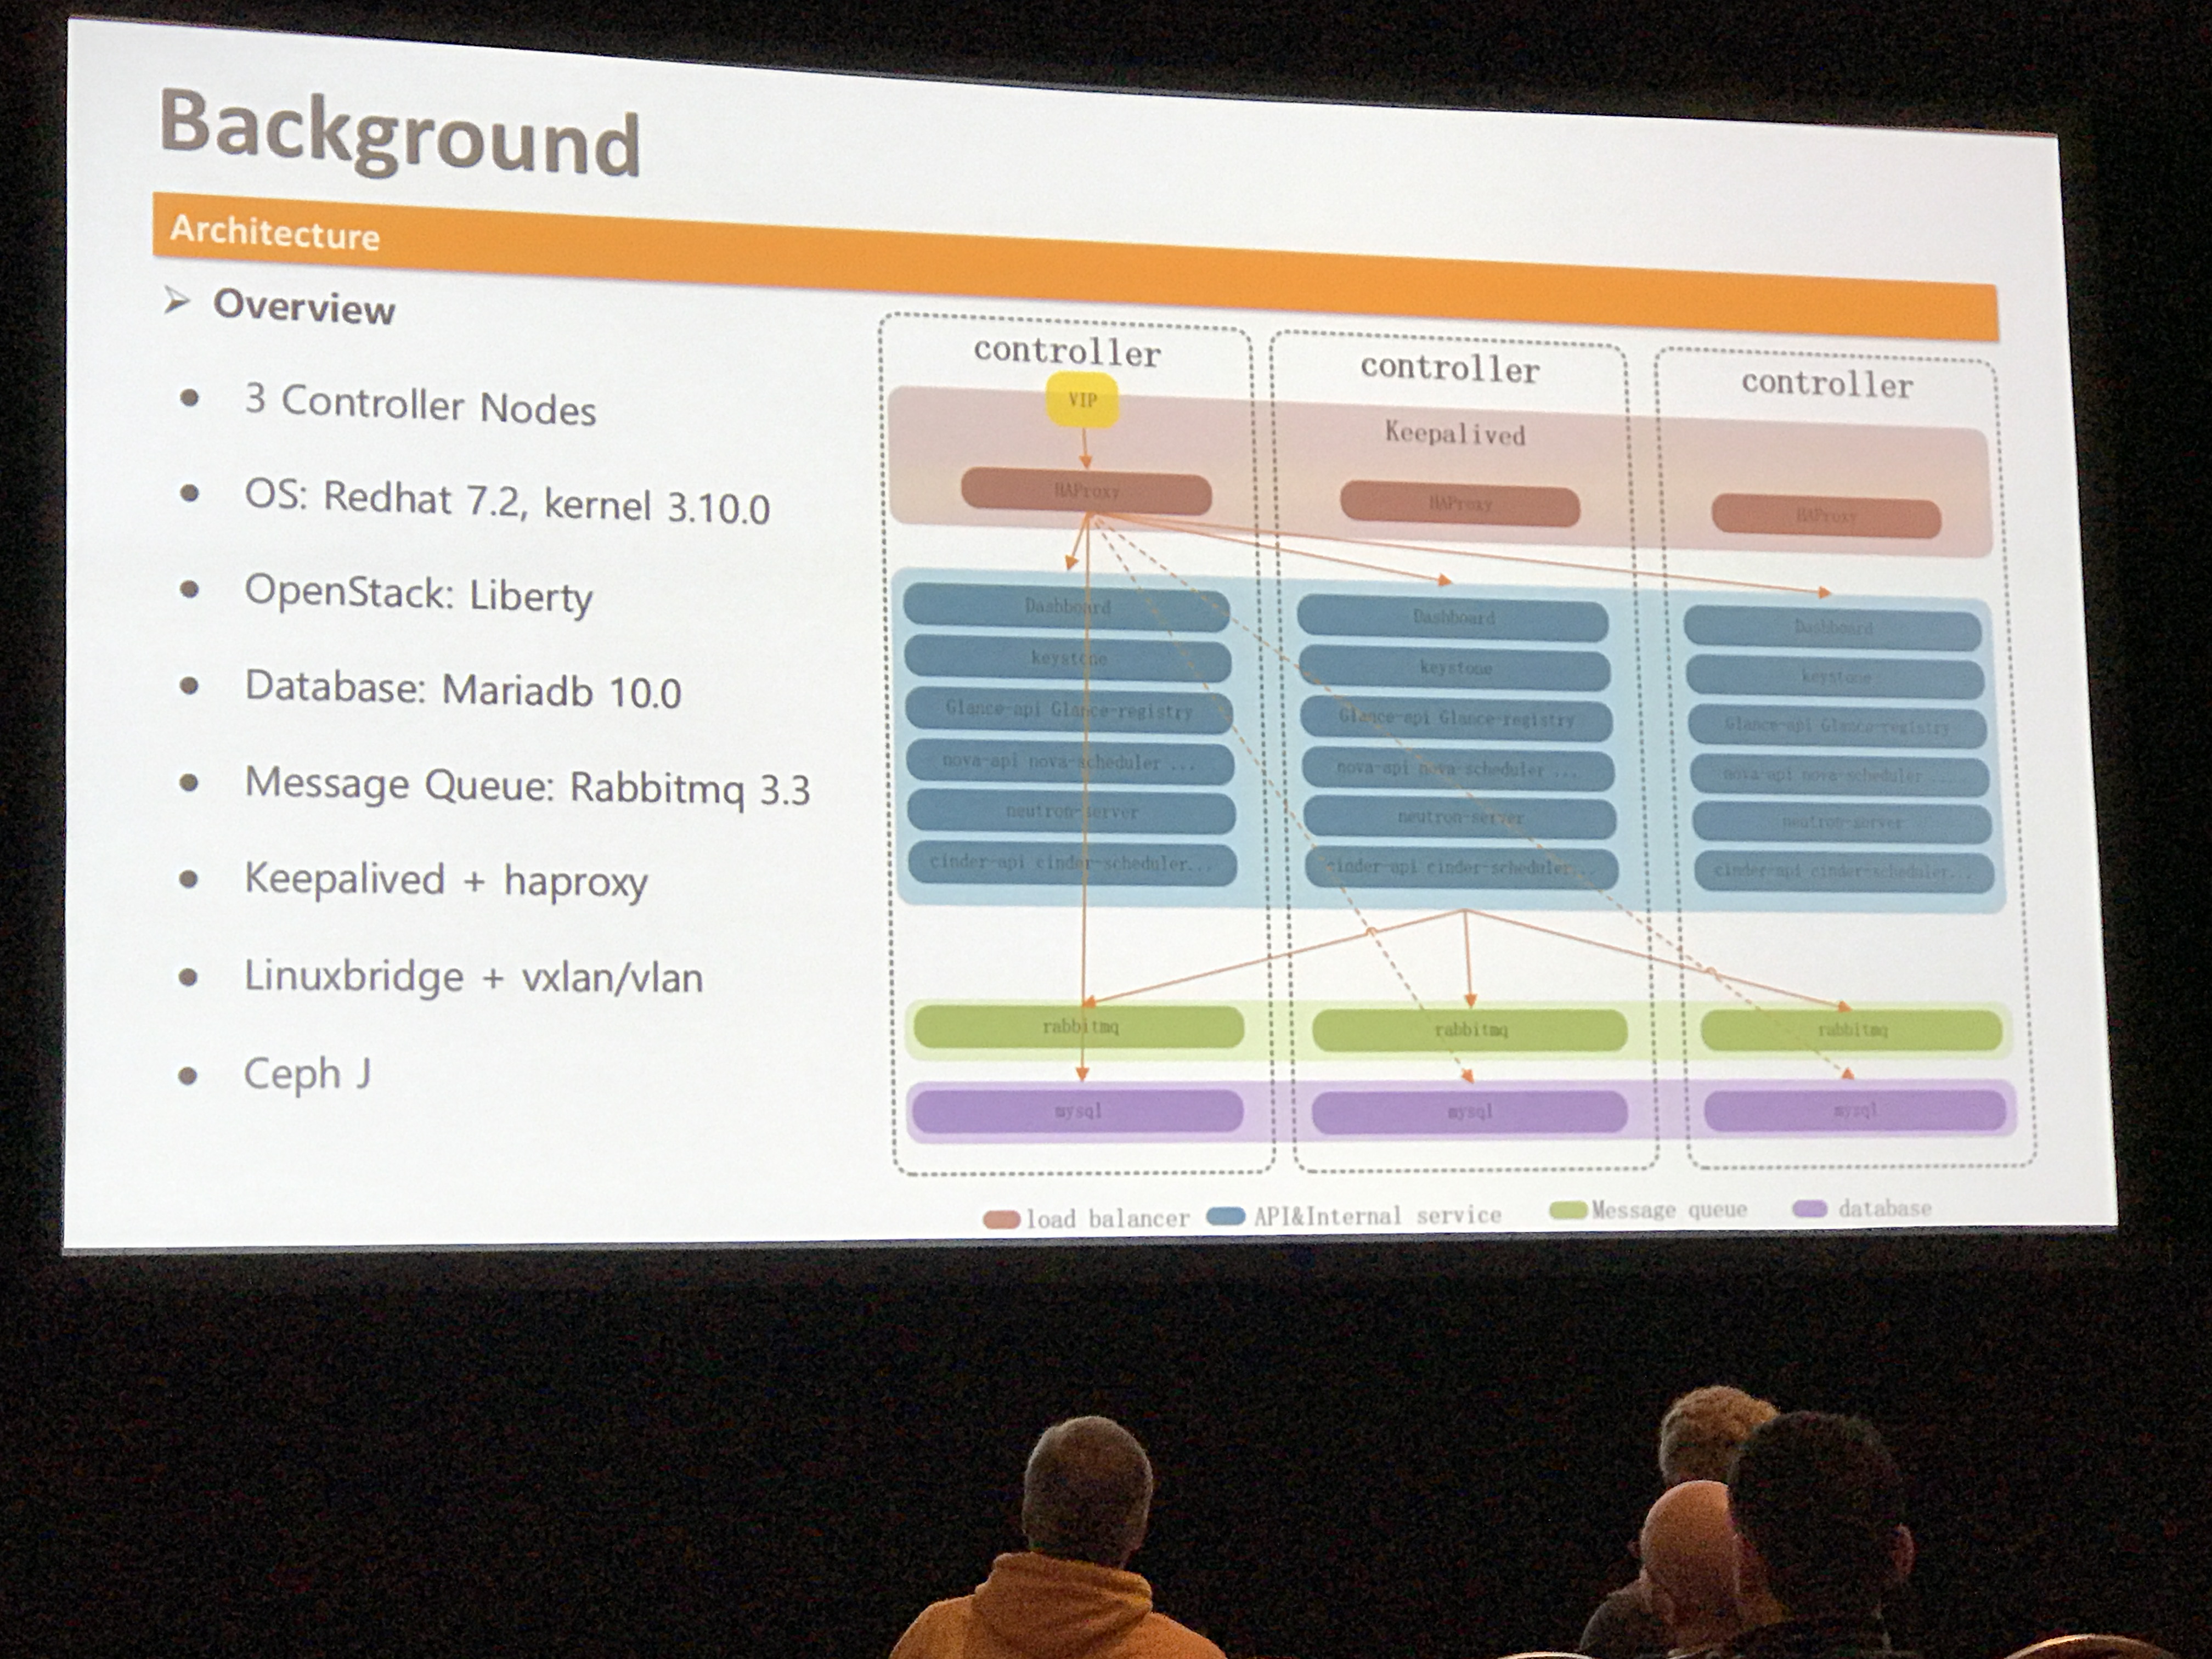 Background
Architecture
Overview
3 Controller Nodes
OS: Redhat 7.2, kernel 3.10.0
OpenStack: Liberty
Database: Mariadb 10.0
Message Queue: Rabbitmq 3.3
Keepalived + haproxy
Linuxbridge + vxlan/vlan
Ceph J
controller
controller
controller
VIP
Keepalived
HAProxy
HAProxy
HAProxy
Dashboard
Dashboard
Dashboard
keystone
keystone
keystone
Glance-api Glance-registry
Glance-api Glance-registry
Glance-api Glance-registry
nova-api nova-scheduler ...
nova-api nova-scheduler ...
nova-api nova-scheduler ...
neutron-server
neutron-server
neutron-server
cinder-api cinder-scheduler...
cinder-api cinder-scheduler...
cinder-api cinder-scheduler...
rabbitmq
rabbitmq
rabbitmq
mysql
mysql
mysql
load balancer
API&Internal service
Message queue
database